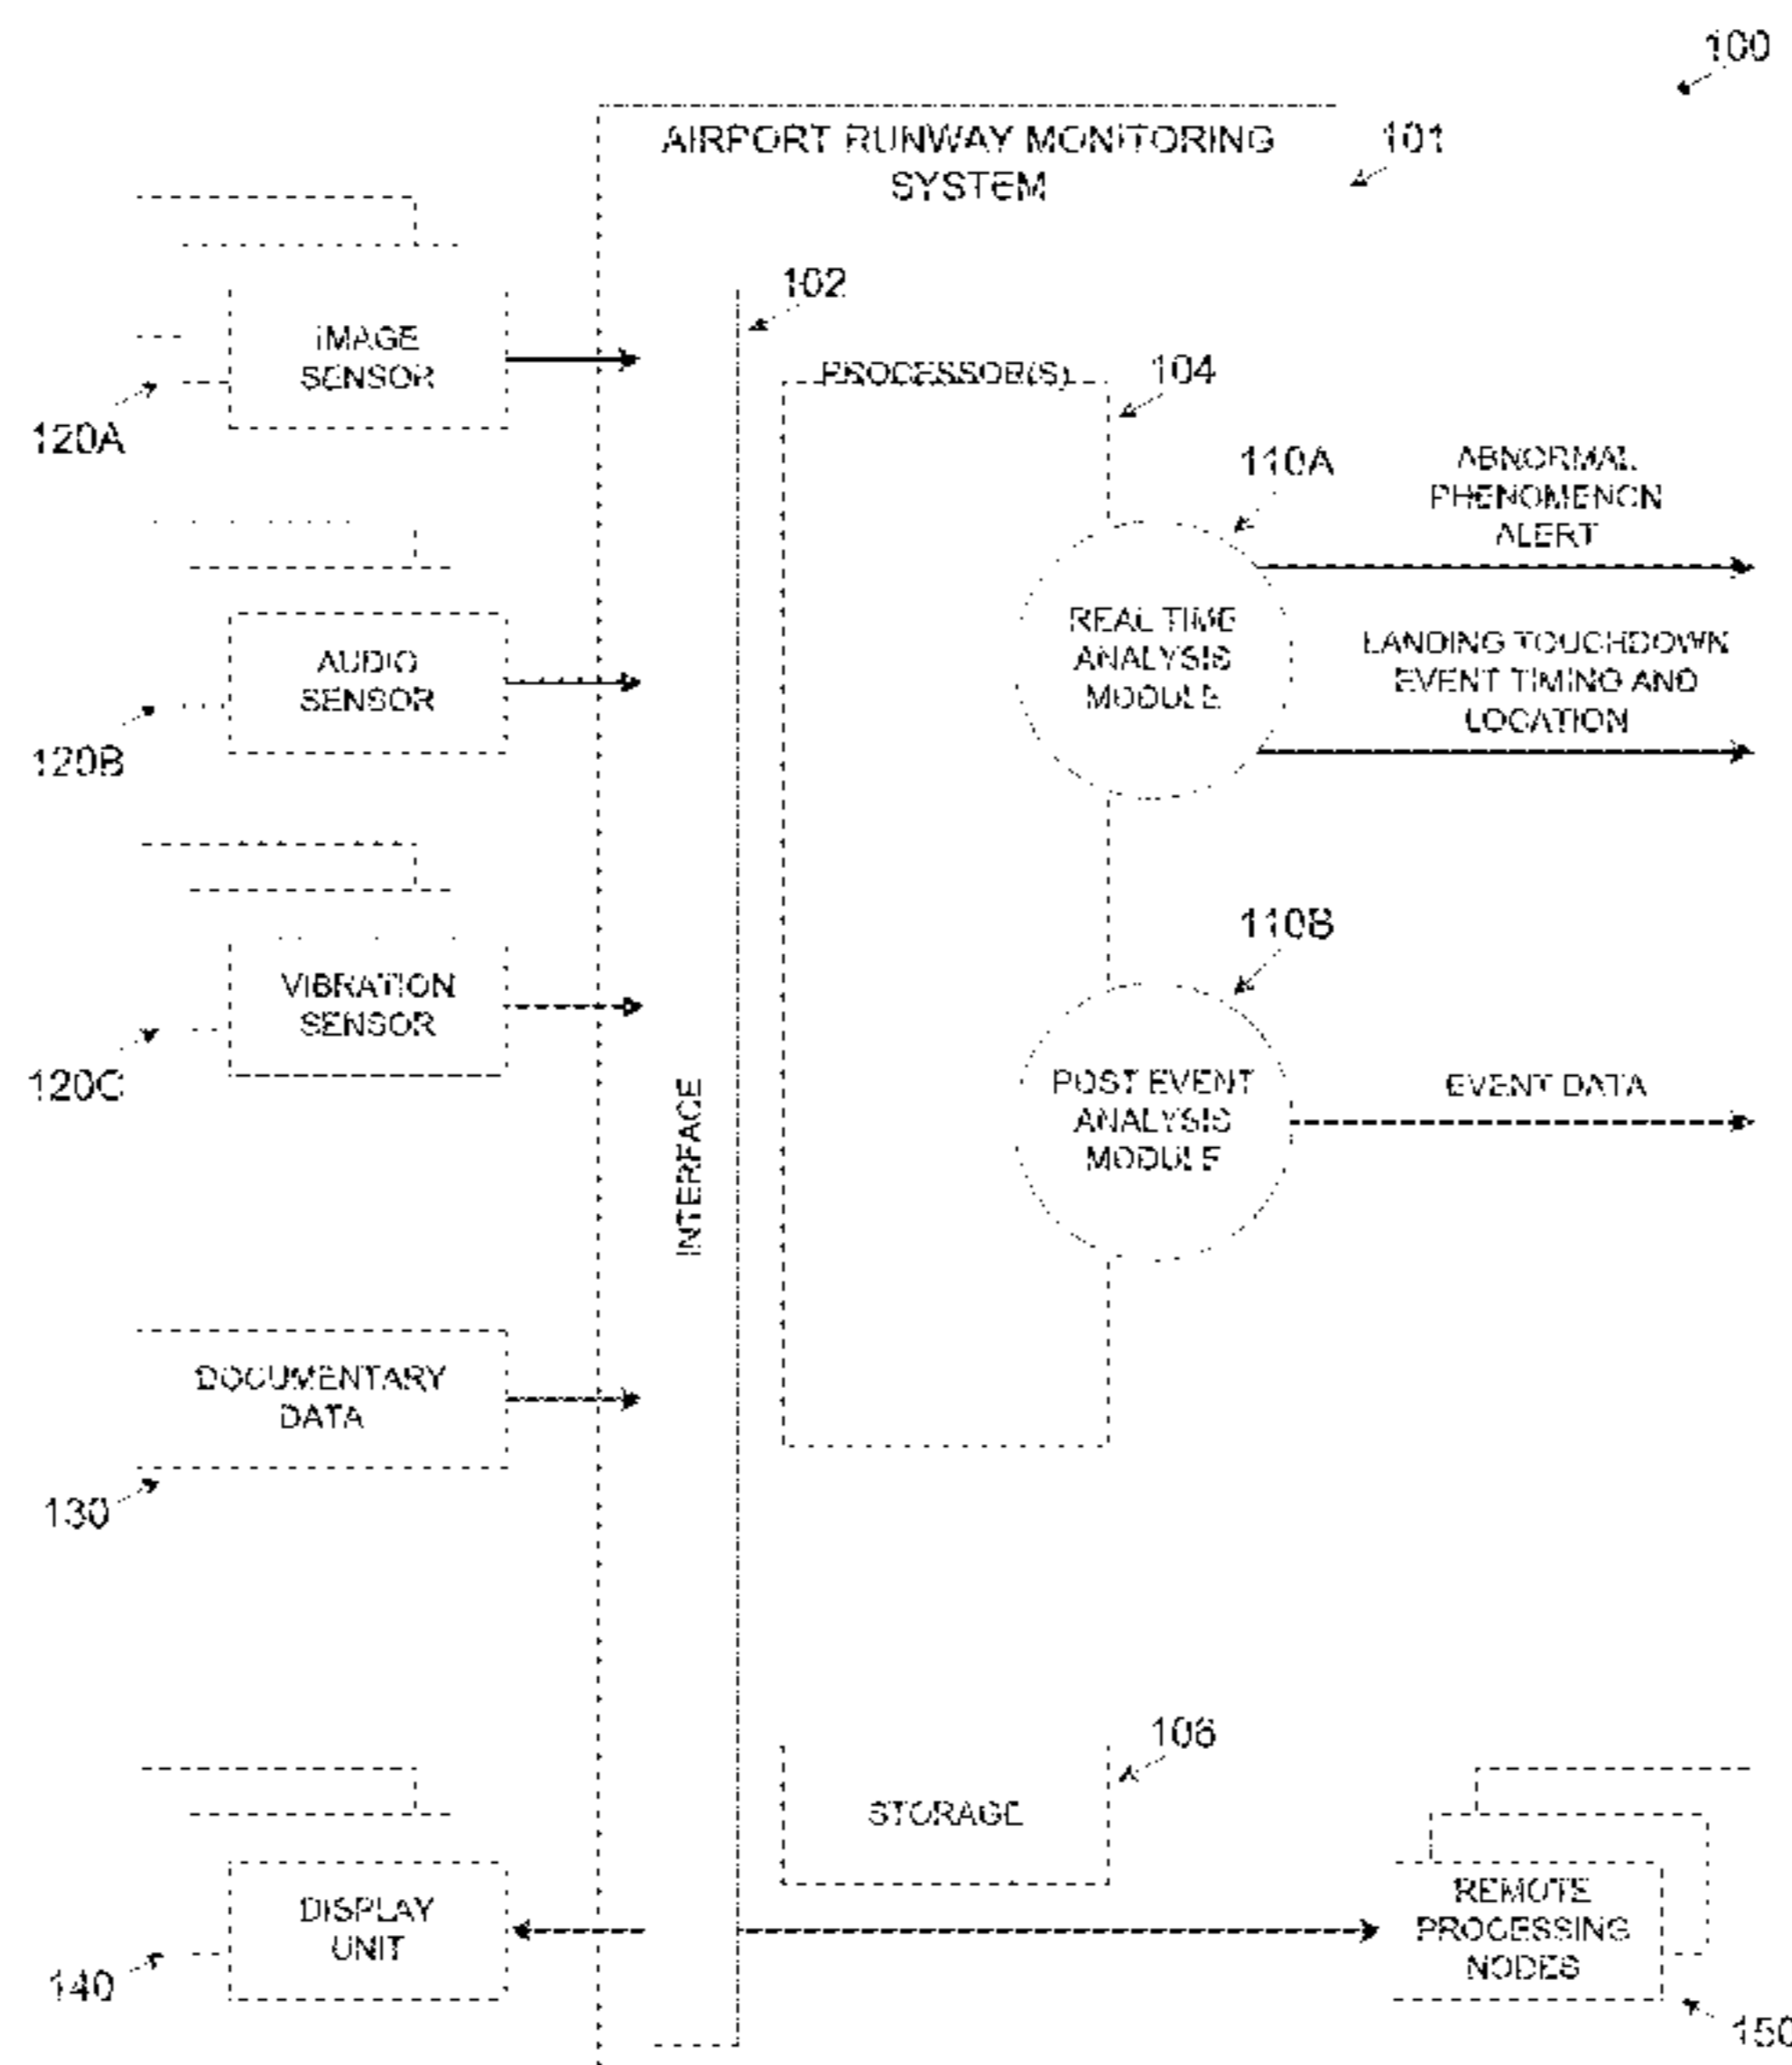 100
AIRPORT RUNWAY MONITORING
SYSTEM
101
102
IMAGE
SENSOR
120A
PROCESSOR(S)
104
110A
ABNORMAL
PHENOMENON
ALERT
AUDIO
SENSOR
120B
REAL TIME
ANALYSIS
MODULE
LANDING TOUCHDOWN
EVENT TIMING AND
LOCATION
VIBRATION
SENSOR
120C
110B
INTERFACE
POST EVENT
ANALYSIS
MODULE
EVENT DATA
DOCUMENTARY
DATA
130
106
STORAGE
DISPLAY
UNIT
140
REMOTE
PROCESSING
NODES
150